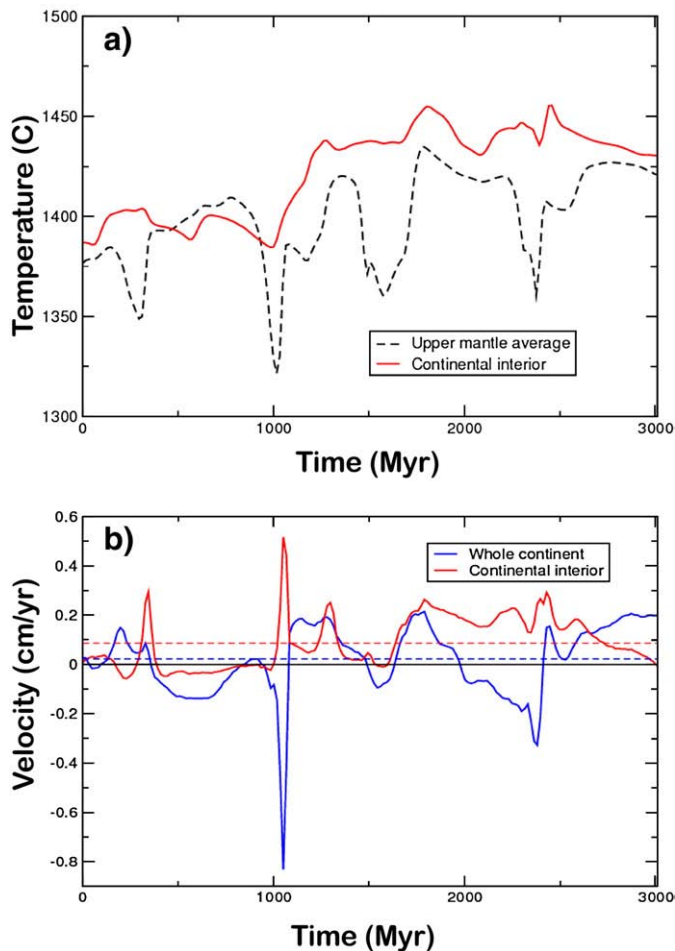 a)
1500
1450
1400
1350
1300
Temperature (C)
Upper mantle average
Continental interior
0
1000
2000
3000
Time (Myr)
b)
0.6
0.4
0.2
0
-0.2
-0.4
-0.6
-0.8
Velocity (cm/yr)
Whole continent
Continental interior
0
1000
2000
3000
Time (Myr)